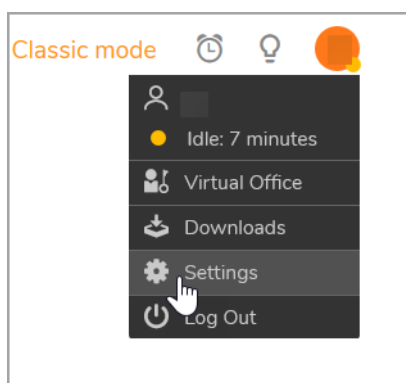 Classic mode
Idle: 7 minutes
Virtual Office
Downloads
Settings
Log Out